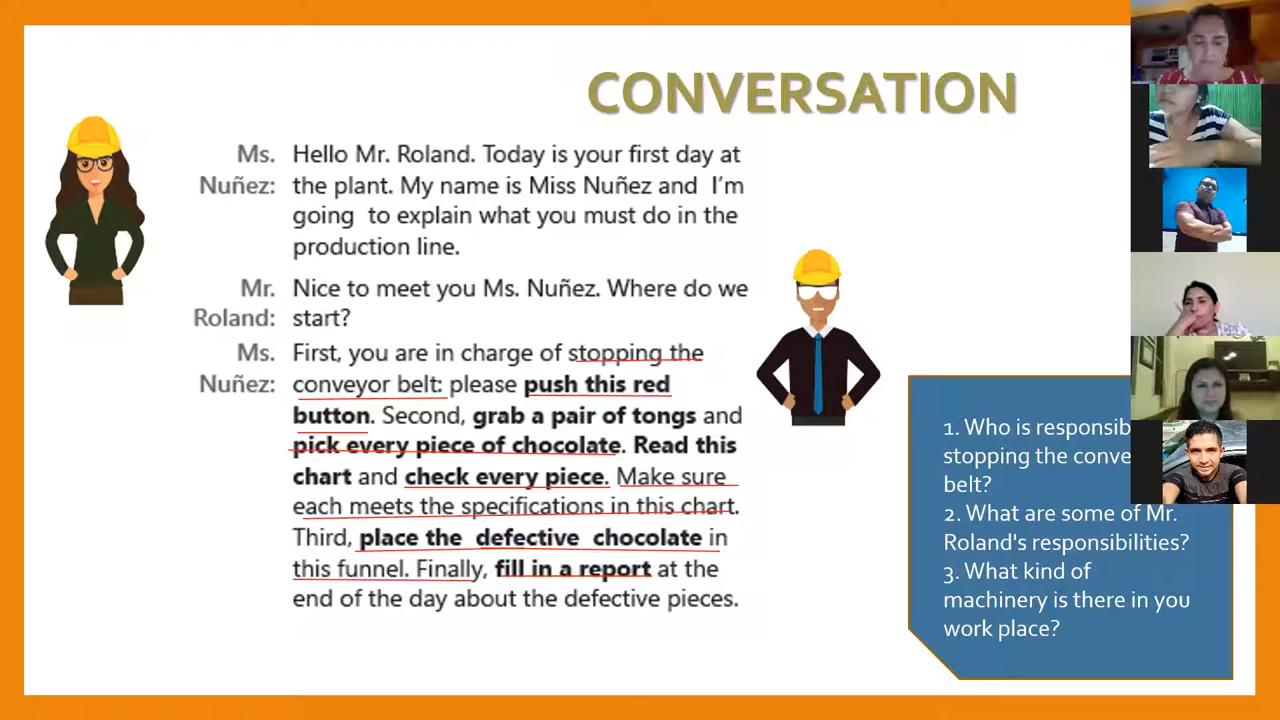 CONVERSATION
Ms. Hello Mr. Roland. Today is your first day at
Nuñez: the plant. My name is Miss Nuñez and I'm
going to explain what you must do in the
production line.
Mr. Nice to meet you Ms. Nuñez. Where do we
Roland: start?
Ms. First, you are in charge of stopping the
Nuñez: conveyor belt: please push this red
button. Second, grab a pair of tongs and
pick every piece of chocolate. Read this
chart and check every piece. Make sure
each meets the specifications in this chart.
Third, place the defective chocolate in
this funnel. Finally, fill in a report at the
end of the day about the defective pieces.
1. Who is
stopping the
belt?
2. What are some of Mr.
Roland's responsibilities?
3. What kind of
machinery is there in you
work place?